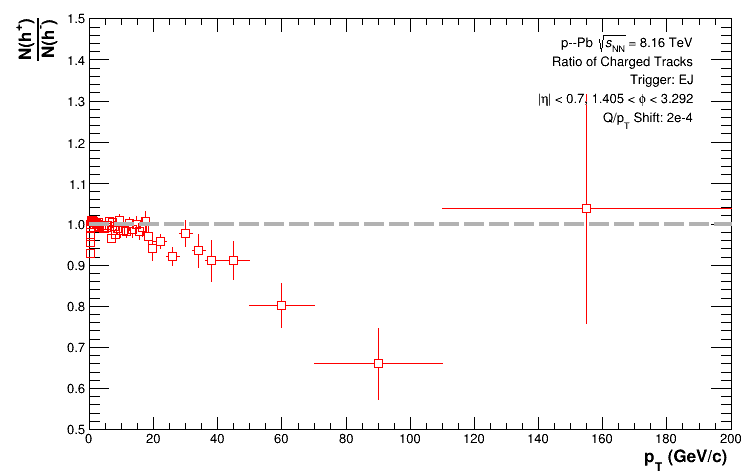 N(h⁺)
N(h⁻)
1.5
1.4
1.3
1.2
1.1
1.0
0.9
0.8
0.7
0.6
0.5
p--Pb √s_NN = 8.16 TeV
Ratio of Charged Tracks
Trigger: EJ
|η| < 0.7, 1.405 < φ < 3.292
Q/p_T Shift: 2e-4
0 20 40 60 80 100 120 140 160 180 200
p_T (GeV/c)